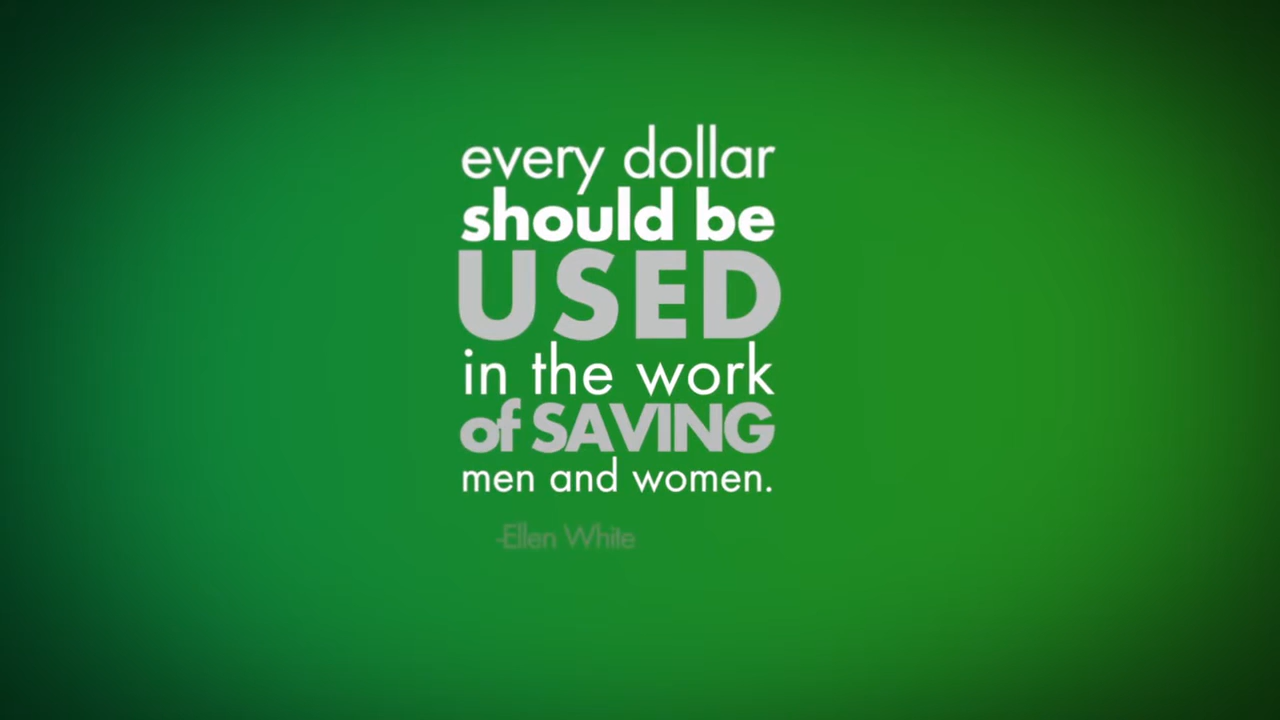 every dollar
should be
USED
in the work
of SAVING
men and women.
-Ellen White